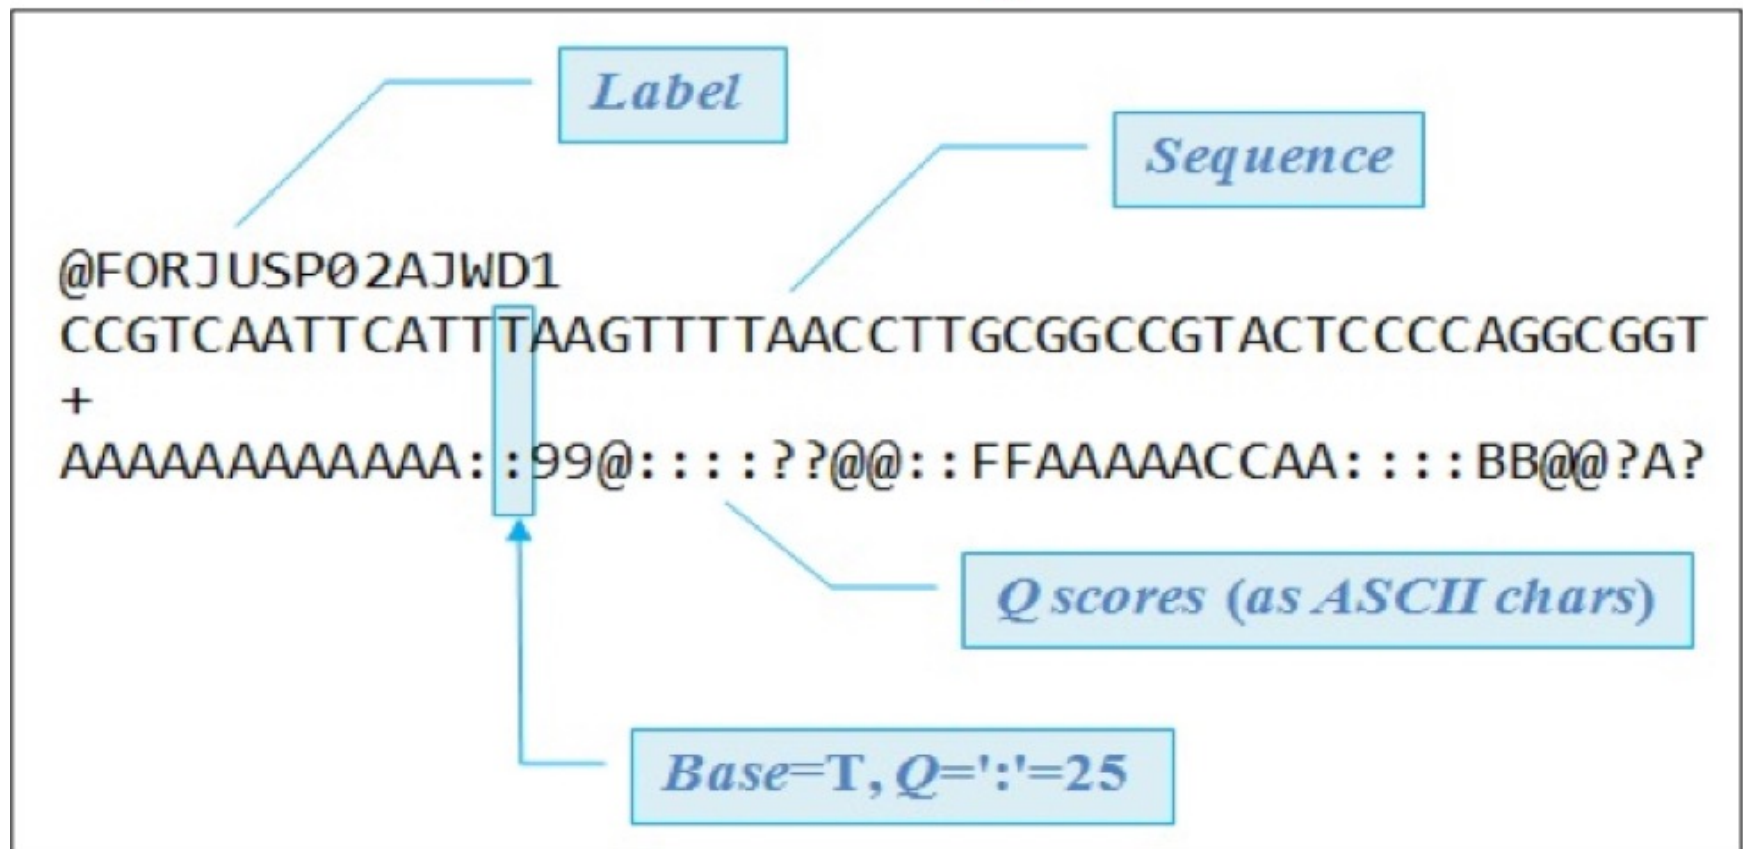 Label
Sequence
@FORJUSP02AJWD1
CCGTCAATTCATTTAAGTTTTAACCTTGCGGCCGTACTCCCCAGGCGGT
+
AAAAAAAAAAAA::99@::::??@@::FFAAAAACCAA::::BB@@?A?
Q scores (as ASCII chars)
Base=T, Q=':'=25